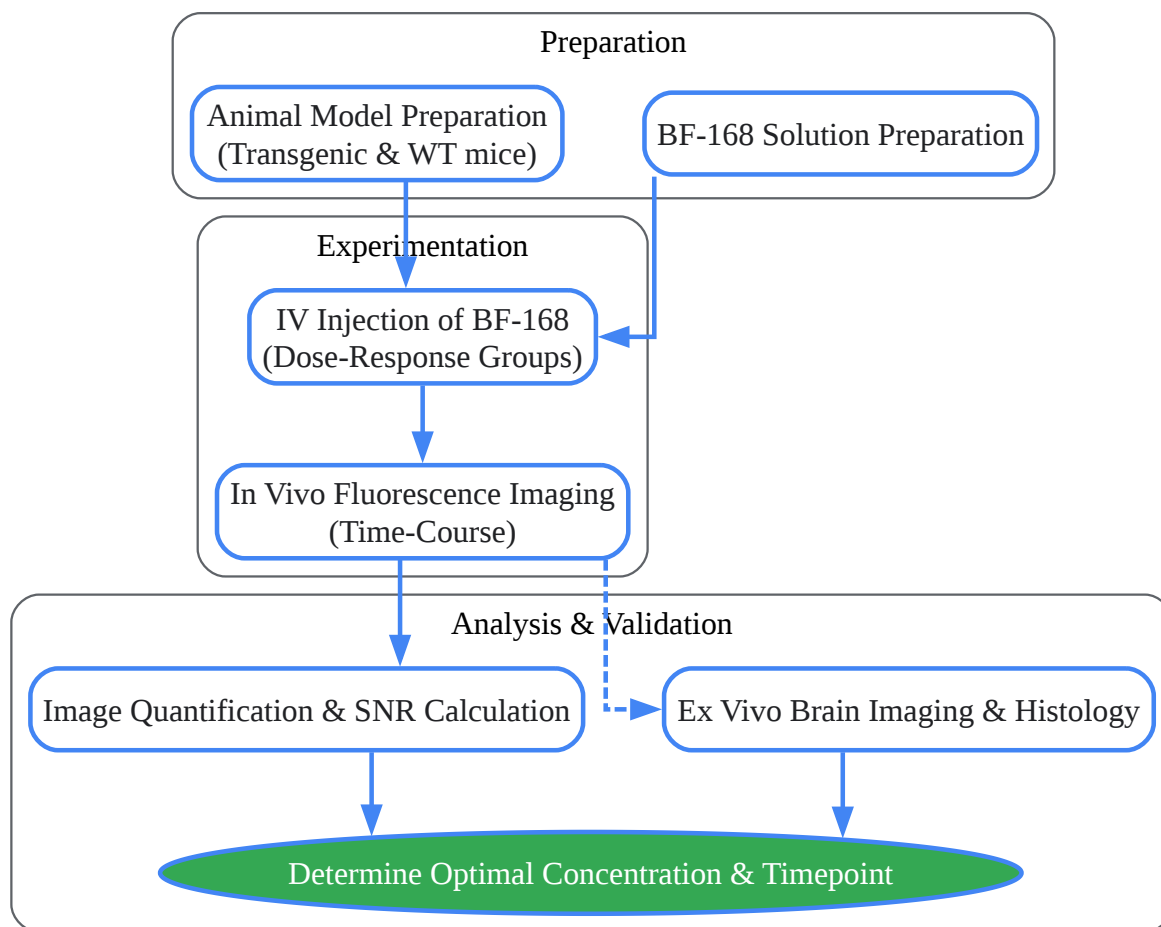 Preparation
Animal Model Preparation
(Transgenic & WT mice)
BF-168 Solution Preparation
Experimentation
IV Injection of BF-168
(Dose-Response Groups)
In Vivo Fluorescence Imaging
(Time-Course)
Analysis & Validation
Image Quantification & SNR Calculation
Ex Vivo Brain Imaging & Histology
Determine Optimal Concentration & Timepoint